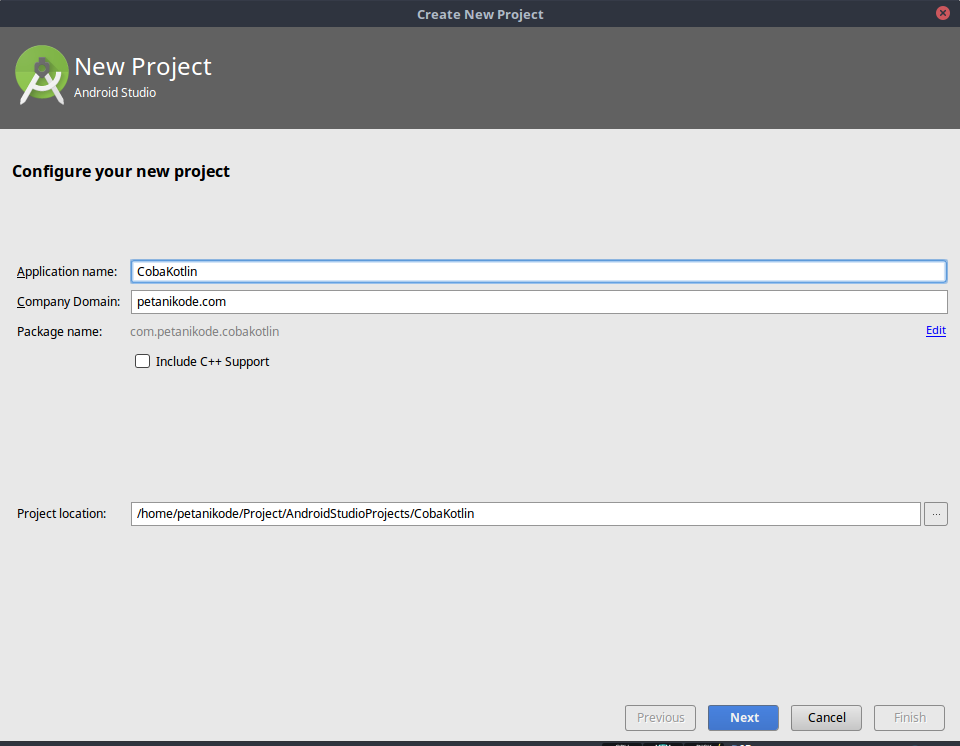 Create New Project
New Project
Android Studio
Configure your new project
Application name: CobaKotlin
Company Domain: petanikode.com
Package name: com.petanikode.cobakotlin Edit
Include C++ Support
Project location: /home/petanikode/Project/AndroidStudioProjects/CobaKotlin ...
Previous Next Cancel Finish